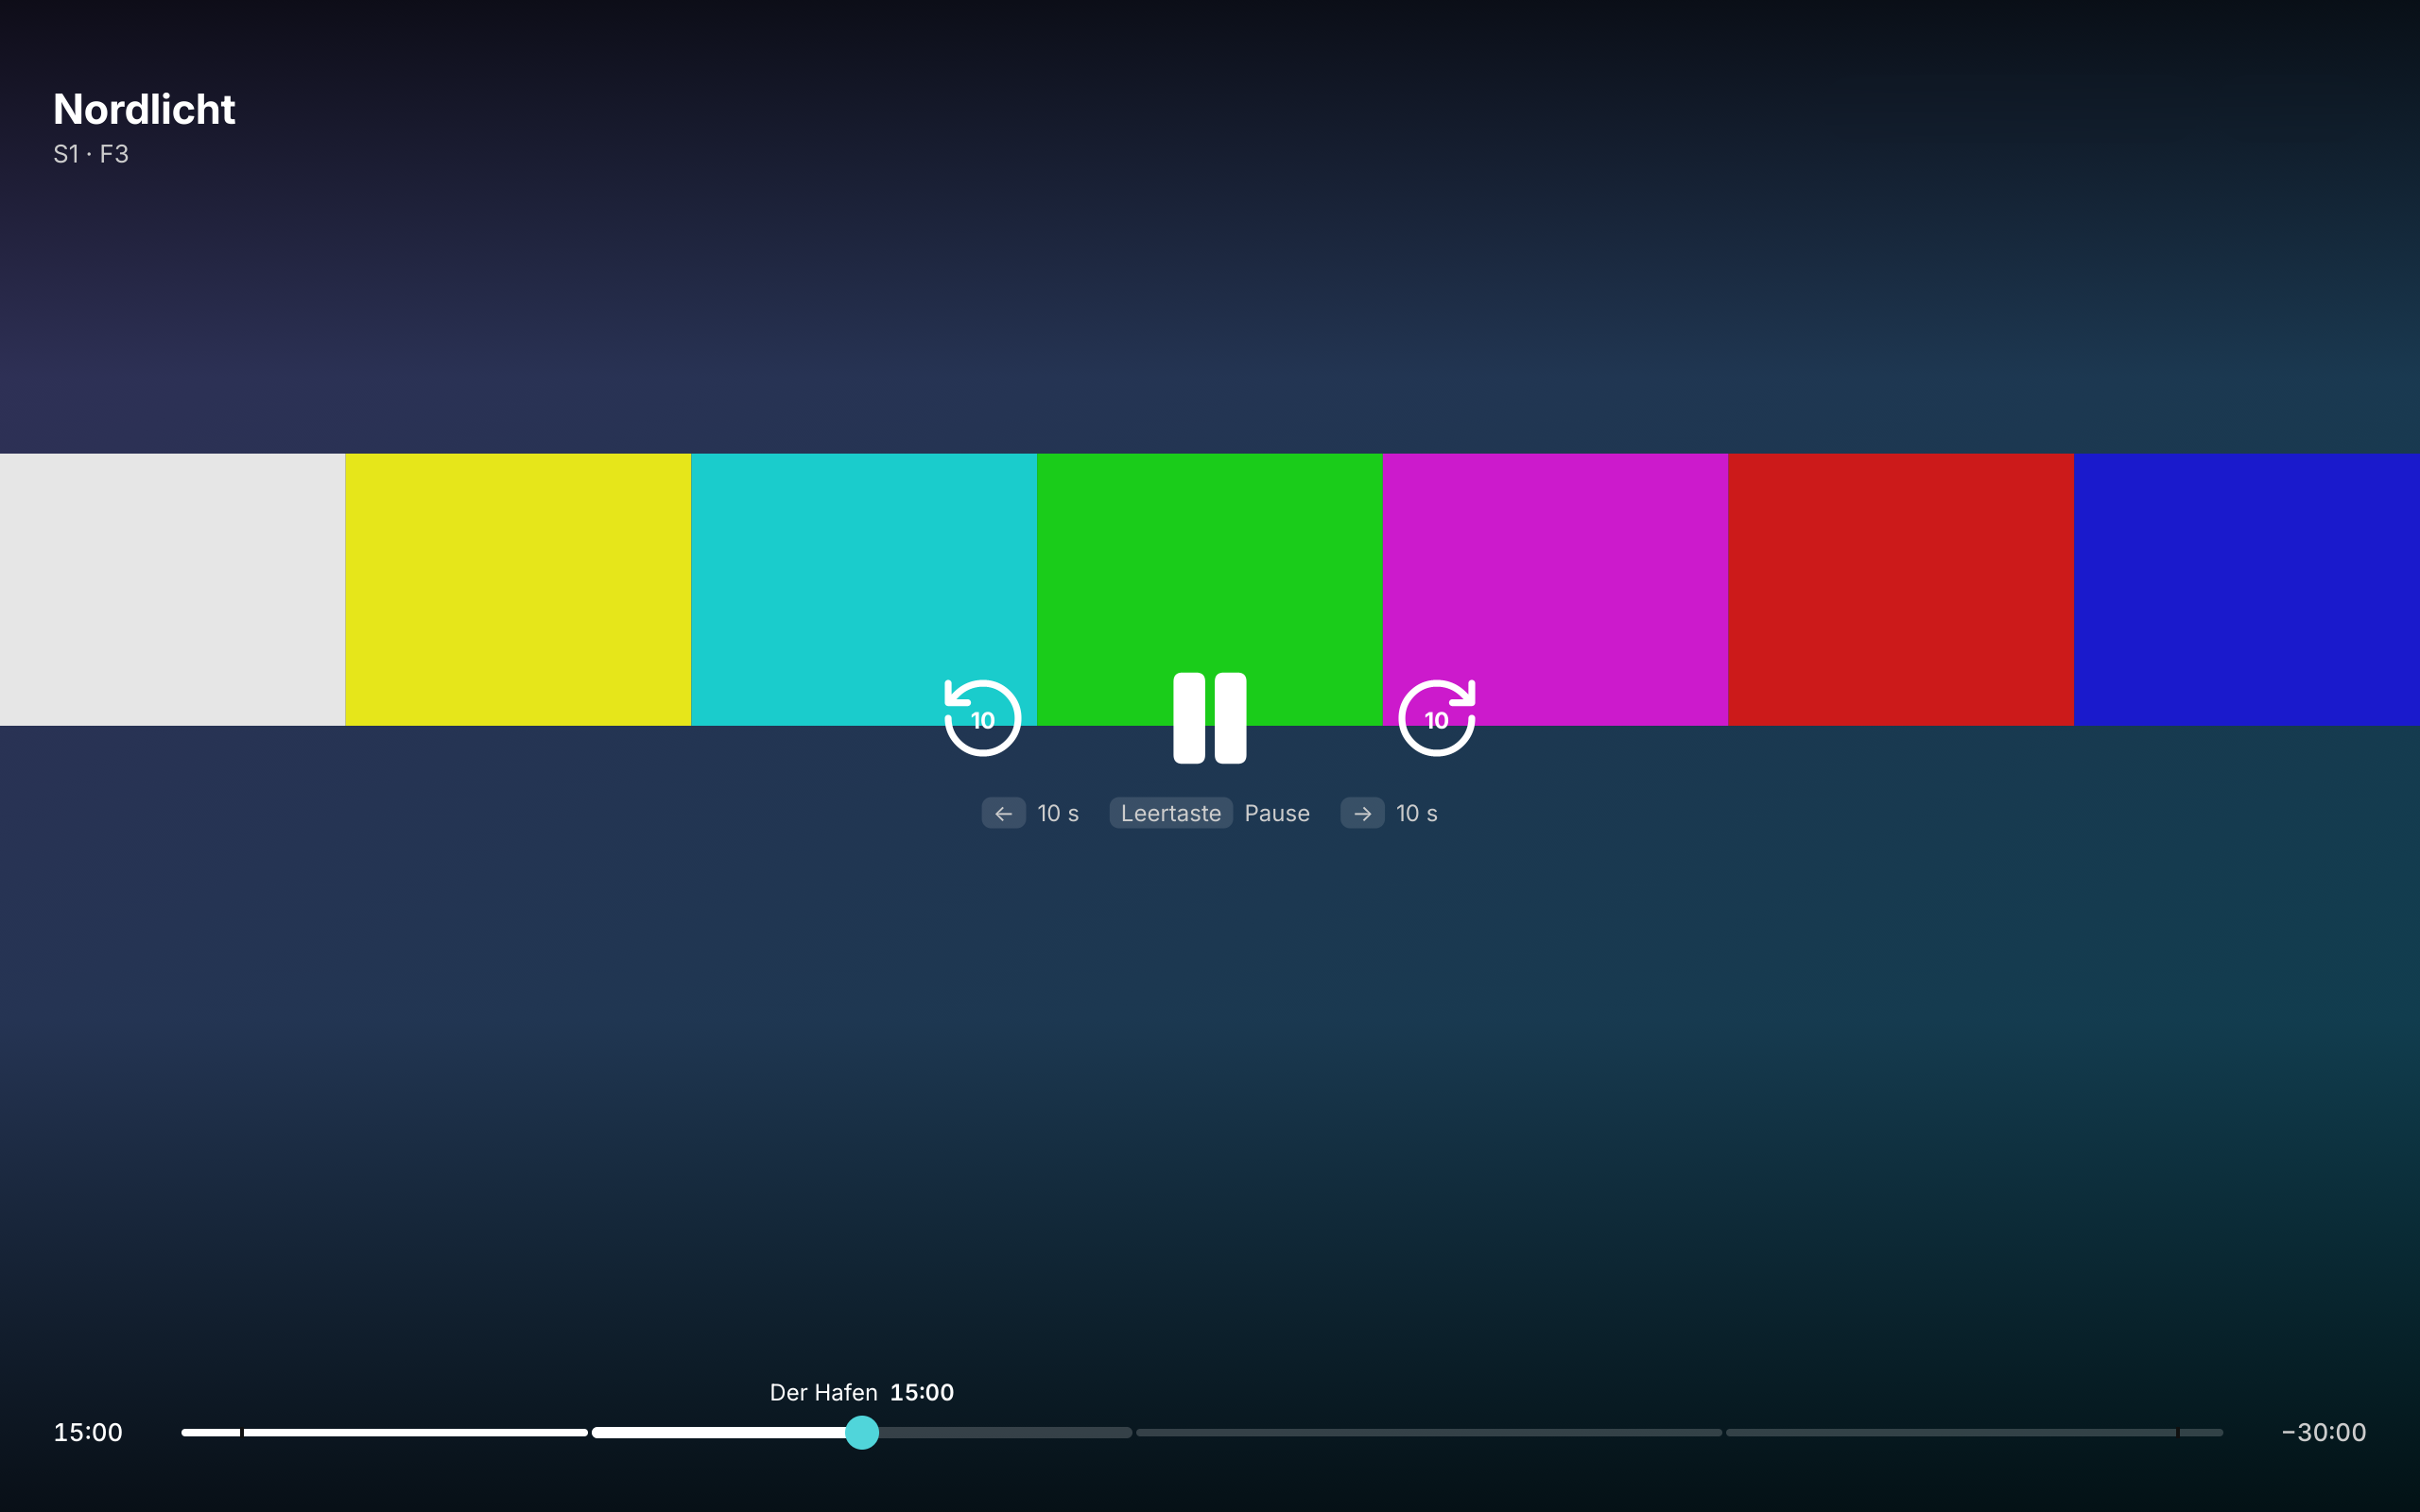 Nordlicht
S1 · F3
10 10
← 10 s Leertaste Pause → 10 s
Der Hafen 15:00
15:00 −30:00